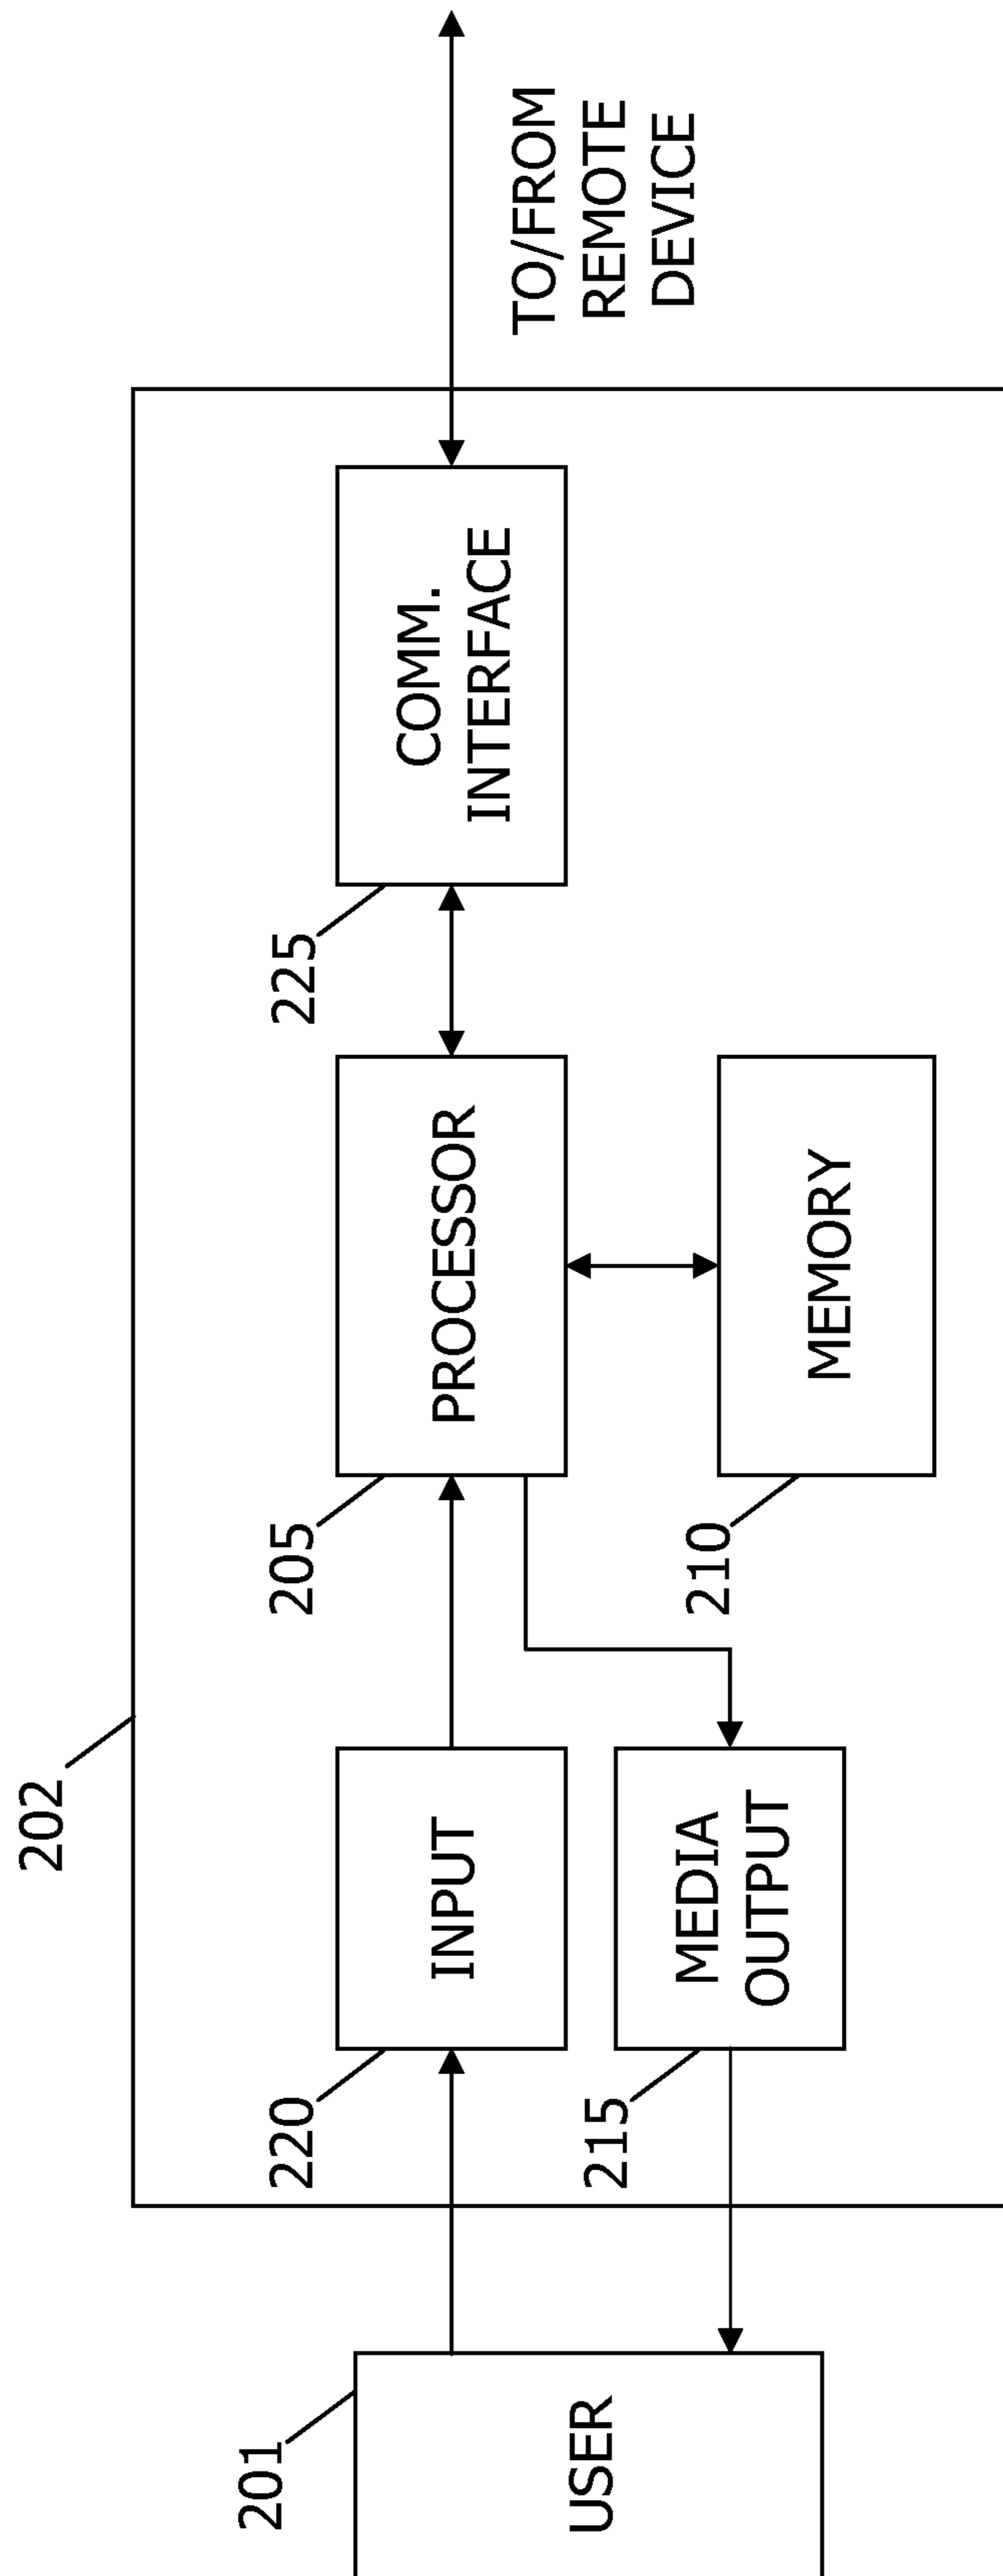 202
225
COMM.
INTERFACE
TO/FROM
REMOTE
DEVICE
205
PROCESSOR
220
INPUT
201
USER
215
MEDIA
OUTPUT
210
MEMORY